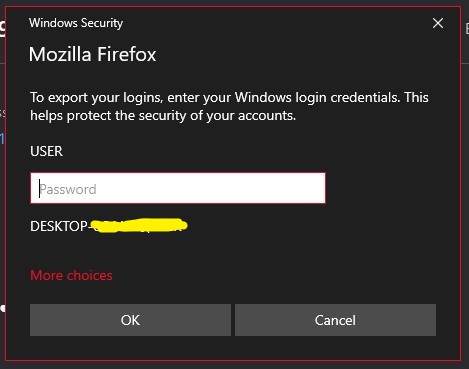 Windows Security
Mozilla Firefox
To export your logins, enter your Windows login credentials. This
helps protect the security of your accounts.
USER
Password
DESKTOP-
More choices
OK
Cancel